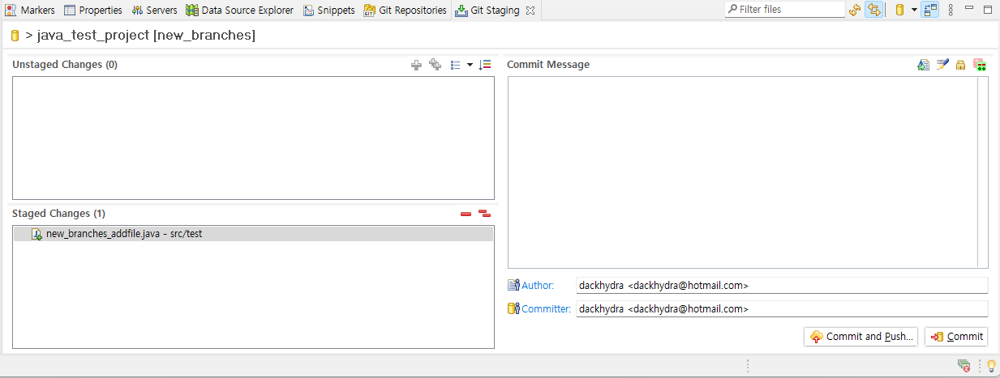 Markers Properties Servers Data Source Explorer Snippets Git Repositories Git Staging Filter files
> java_test_project [new_branches]
Unstaged Changes (0)
Staged Changes (1)
new_branches_addfile.java - src/test
Commit Message
Author: dackhydra <dackhydra@hotmail.com>
Committer: dackhydra <dackhydra@hotmail.com>
Commit and Push... Commit